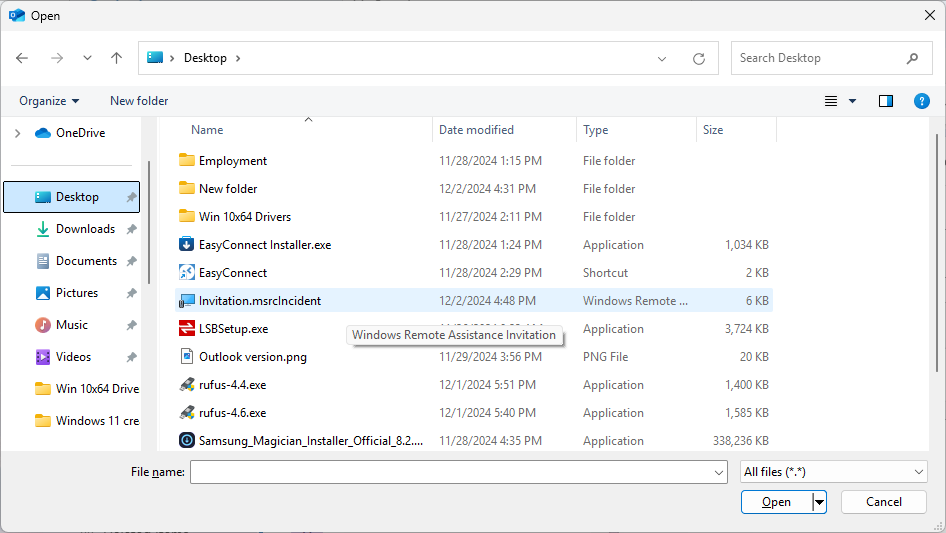 Open
Desktop
Search Desktop
Organize New folder
Name Date modified Type Size
OneDrive
Desktop
Downloads
Documents
Pictures
Music
Videos
Win 10x64 Drive
Windows 11 cre
Employment 11/28/2024 1:15 PM File folder
New folder 12/2/2024 4:31 PM File folder
Win 10x64 Drivers 11/27/2024 2:11 PM File folder
EasyConnect Installer.exe 11/28/2024 1:24 PM Application 1,034 KB
EasyConnect 11/28/2024 2:29 PM Shortcut 2 KB
Invitation.msrcIncident 12/2/2024 4:48 PM Windows Remote ... 6 KB
LSBSetup.exe Application 3,724 KB
Windows Remote Assistance Invitation
Outlook version.png 11/29/2024 3:56 PM PNG File 20 KB
rufus-4.4.exe 12/1/2024 5:51 PM Application 1,400 KB
rufus-4.6.exe 12/1/2024 5:40 PM Application 1,585 KB
Samsung_Magician_Installer_Official_8.2.... 11/28/2024 4:35 PM Application 338,236 KB
File name: All files (*.*)
Open Cancel